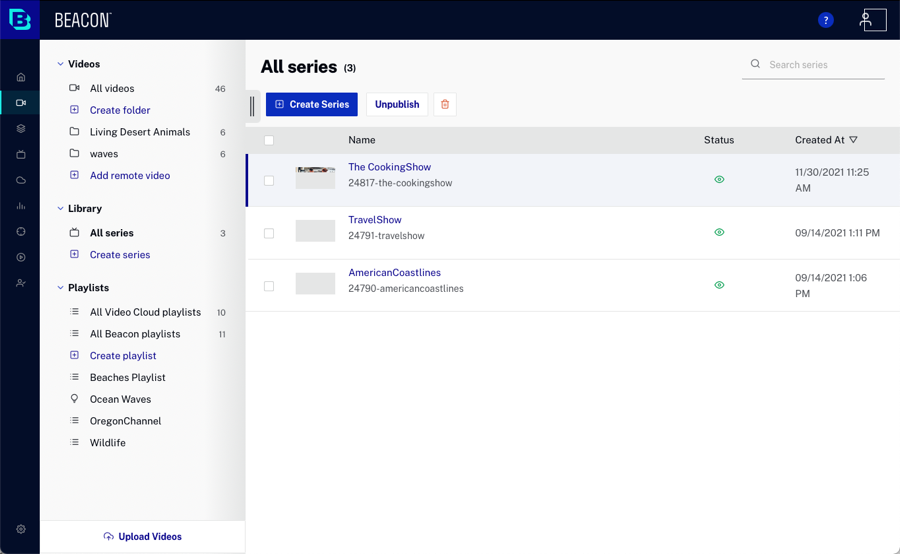 BEACON™
?
Videos
All videos 46
Create folder
Living Desert Animals 6
waves 6
Add remote video
Library
All series 3
Create series
Playlists
All Video Cloud playlists 10
All Beacon playlists 11
Create playlist
Beaches Playlist
Ocean Waves
OregonChannel
Wildlife
Upload Videos
All series (3)
Search series
Create Series Unpublish
Name Status Created At
The CookingShow
24817-the-cookingshow
11/30/2021 11:25
AM
TravelShow
24791-travelshow
09/14/2021 1:11 PM
AmericanCoastlines
24790-americancoastlines
09/14/2021 1:06
PM